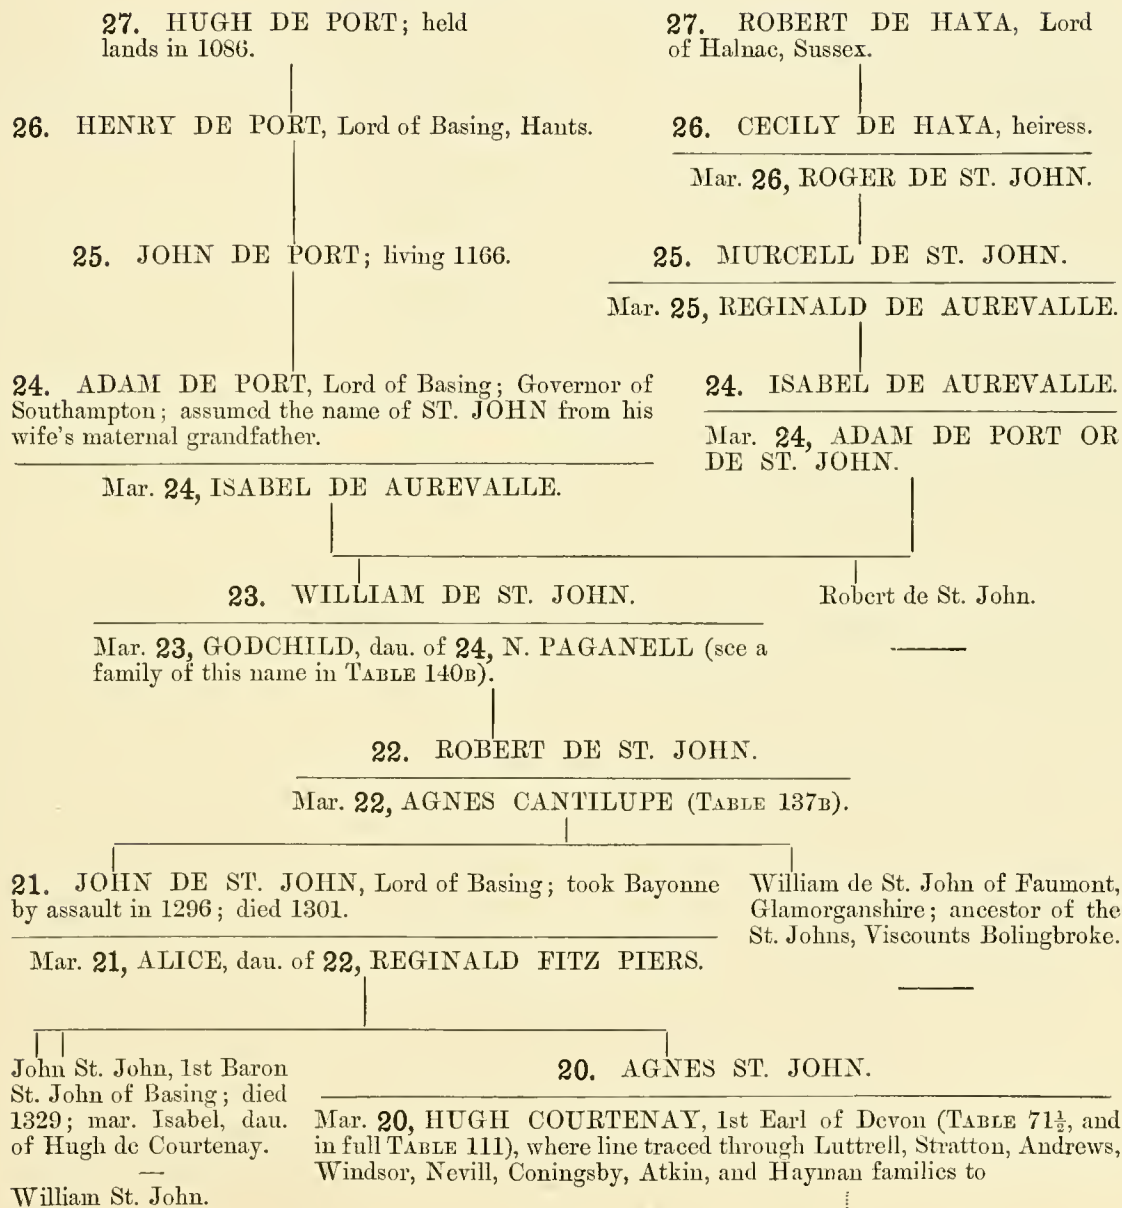 27. HUGH DE PORT; held
lands in 1086.
27. ROBERT DE HAYA, Lord
of Halnac, Sussex.
26. HENRY DE PORT, Lord of Basing, Hants.
26. CECILY DE HAYA, heiress.
Mar. 26, ROGER DE ST. JOHN.
25. JOHN DE PORT; living 1166.
25. MURCELL DE ST. JOHN.
Mar. 25, REGINALD DE AUREVALLE.
24. ADAM DE PORT, Lord of Basing; Governor of
Southampton; assumed the name of ST. JOHN from his
wife's maternal grandfather.
Mar. 24, ISABEL DE AUREVALLE.
24. ISABEL DE AUREVALLE.
Mar. 24, ADAM DE PORT OR
DE ST. JOHN.
23. WILLIAM DE ST. JOHN.
Mar. 23, GODCHILD, dau. of 24, N. PAGANELL (see a
family of this name in TABLE 140B).
Robert de St. John.
22. ROBERT DE ST. JOHN.
Mar. 22, AGNES CANTILUPE (TABLE 137B).
21. JOHN DE ST. JOHN, Lord of Basing; took Bayonne
by assault in 1296; died 1301.
Mar. 21, ALICE, dau. of 22, REGINALD FITZ PIERS.
William de St. John of Faumont,
Glamorganshire; ancestor of the
St. Johns, Viscounts Bolingbroke.
John St. John, 1st Baron
St. John of Basing; died
1329; mar. Isabel, dau.
of Hugh de Courtenay.
William St. John.
20. AGNES ST. JOHN.
Mar. 20, HUGH COURTENAY, 1st Earl of Devon (TABLE 71½, and
in full TABLE 111), where line traced through Luttrell, Stratton, Andrews,
Windsor, Nevill, Coningsby, Atkin, and Hayman families to